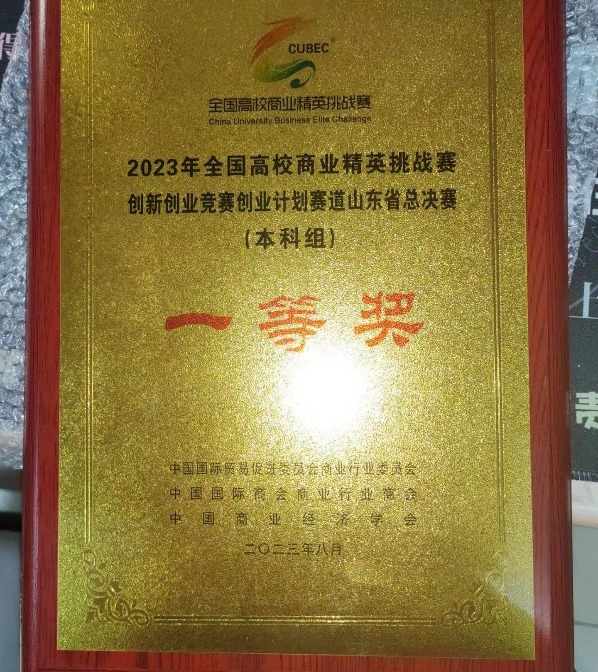 CUBEC®
全国高校商业精英挑战赛
China University Business Elite Challenge
2023年全国高校商业精英挑战赛
创新创业竞赛创业计划赛道山东省总决赛
(本科组)
一等奖
中国国际贸易促进委员会商业行业委员会
中国国际商会商业行业商会
中国商业经济学会
二〇二三年八月
得
上
责